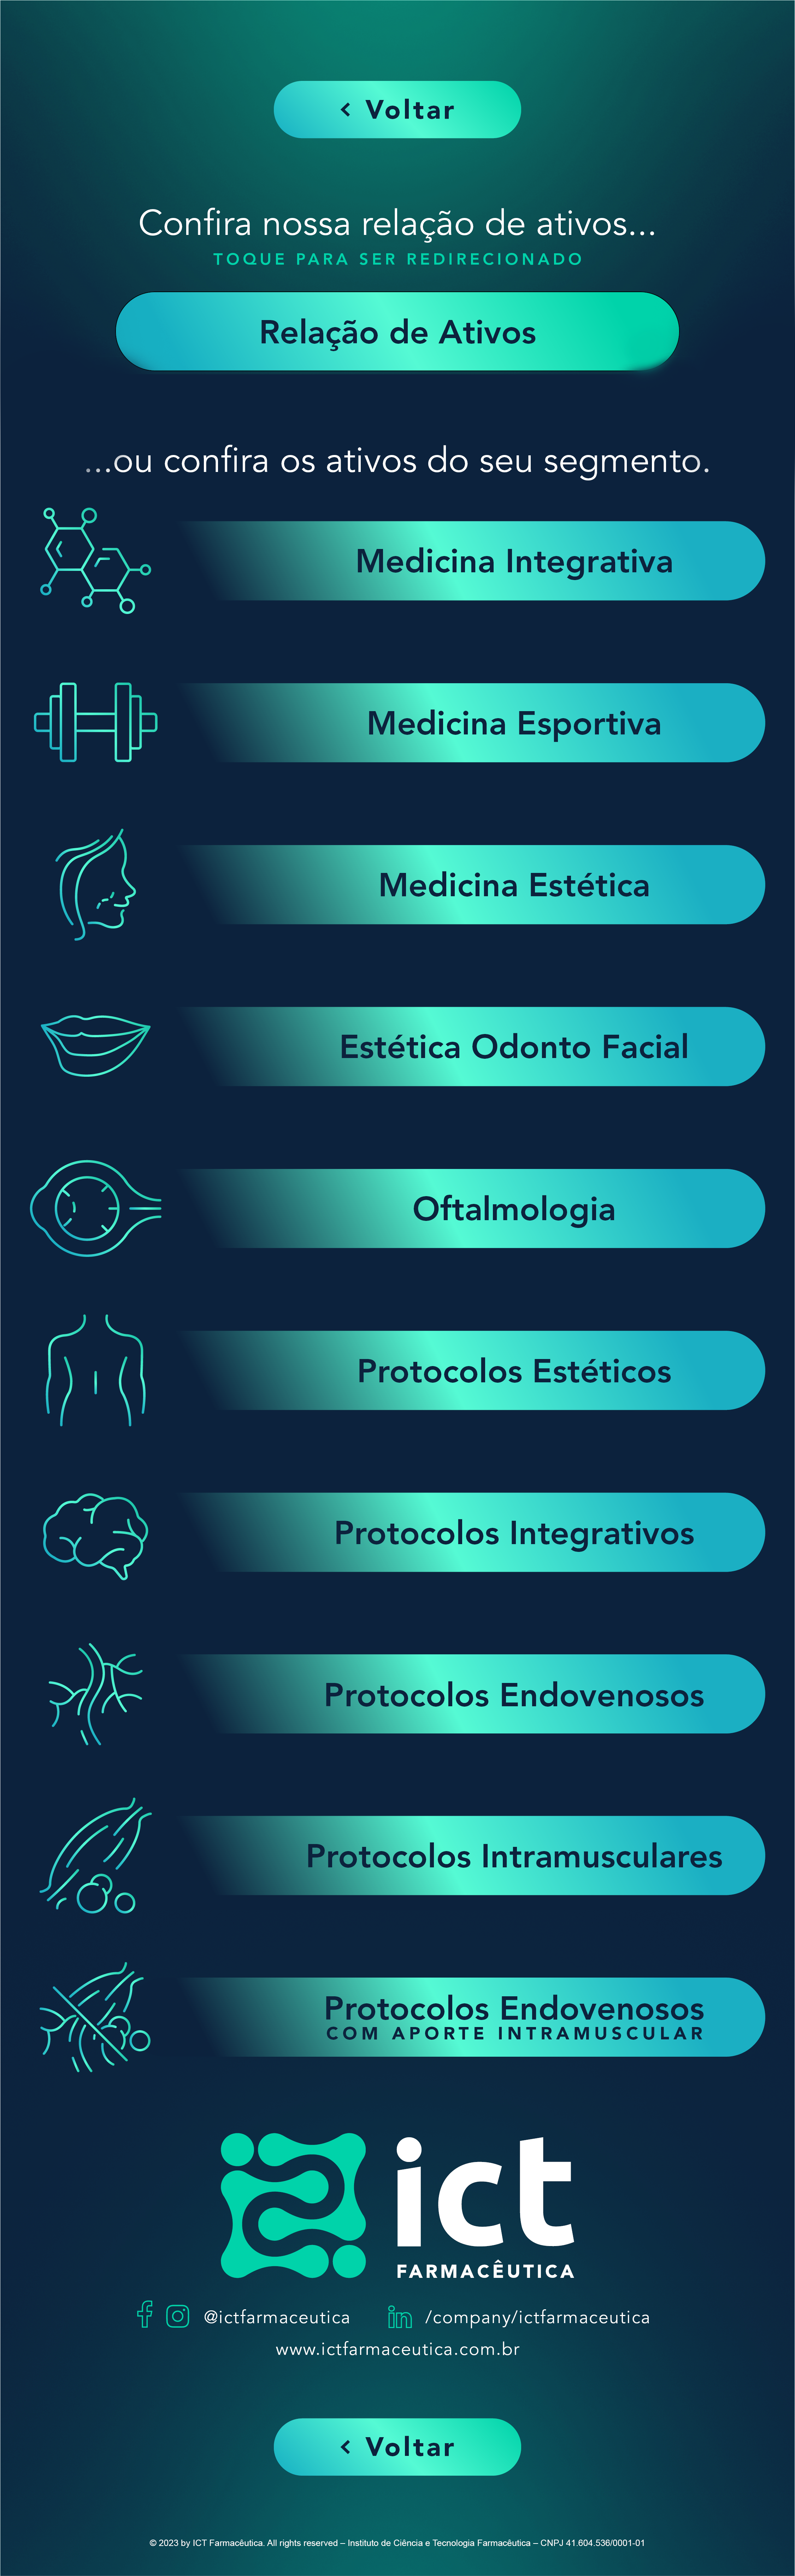 < Voltar
Confira nossa relação de ativos...
TOQUE PARA SER REDIRECIONADO
Relação de Ativos
...ou confira os ativos do seu segmento.
Medicina Integrativa
Medicina Esportiva
Medicina Estética
Estética Odonto Facial
Oftalmologia
Protocolos Estéticos
Protocolos Integrativos
Protocolos Endovenosos
Protocolos Intramusculares
Protocolos Endovenosos
COM APORTE INTRAMUSCULAR
ict
FARMACÊUTICA
@ictfarmaceutica /company/ictfarmaceutica
www.ictfarmaceutica.com.br
< Voltar
© 2023 by ICT Farmacêutica. All rights reserved – Instituto de Ciência e Tecnologia Farmacêutica – CNPJ 41.604.536/0001-01